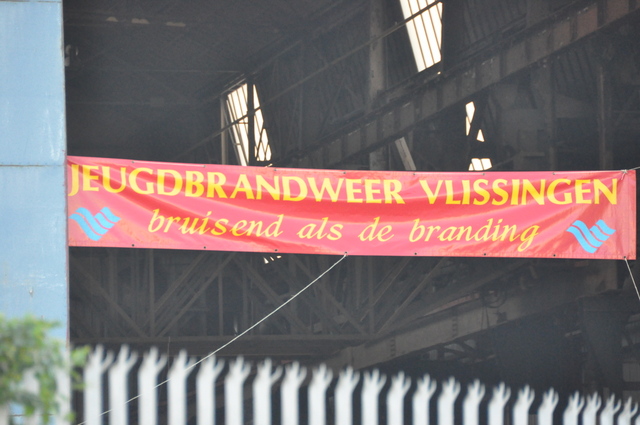 JEUGDBRANDWEER VLISSINGEN
bruisend als de branding